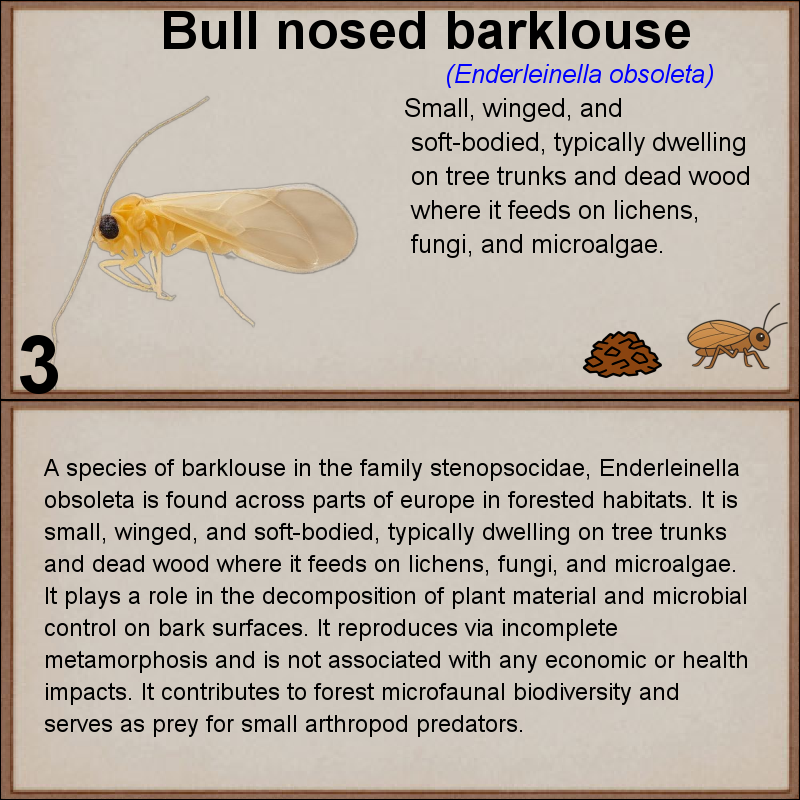 Bull nosed barklouse
(Enderleinella obsoleta)
Small, winged, and
soft-bodied, typically dwelling
on tree trunks and dead wood
where it feeds on lichens,
fungi, and microalgae.
3
A species of barklouse in the family stenopsocidae, Enderleinella
obsoleta is found across parts of europe in forested habitats. It is
small, winged, and soft-bodied, typically dwelling on tree trunks
and dead wood where it feeds on lichens, fungi, and microalgae.
It plays a role in the decomposition of plant material and microbial
control on bark surfaces. It reproduces via incomplete
metamorphosis and is not associated with any economic or health
impacts. It contributes to forest microfaunal biodiversity and
serves as prey for small arthropod predators.